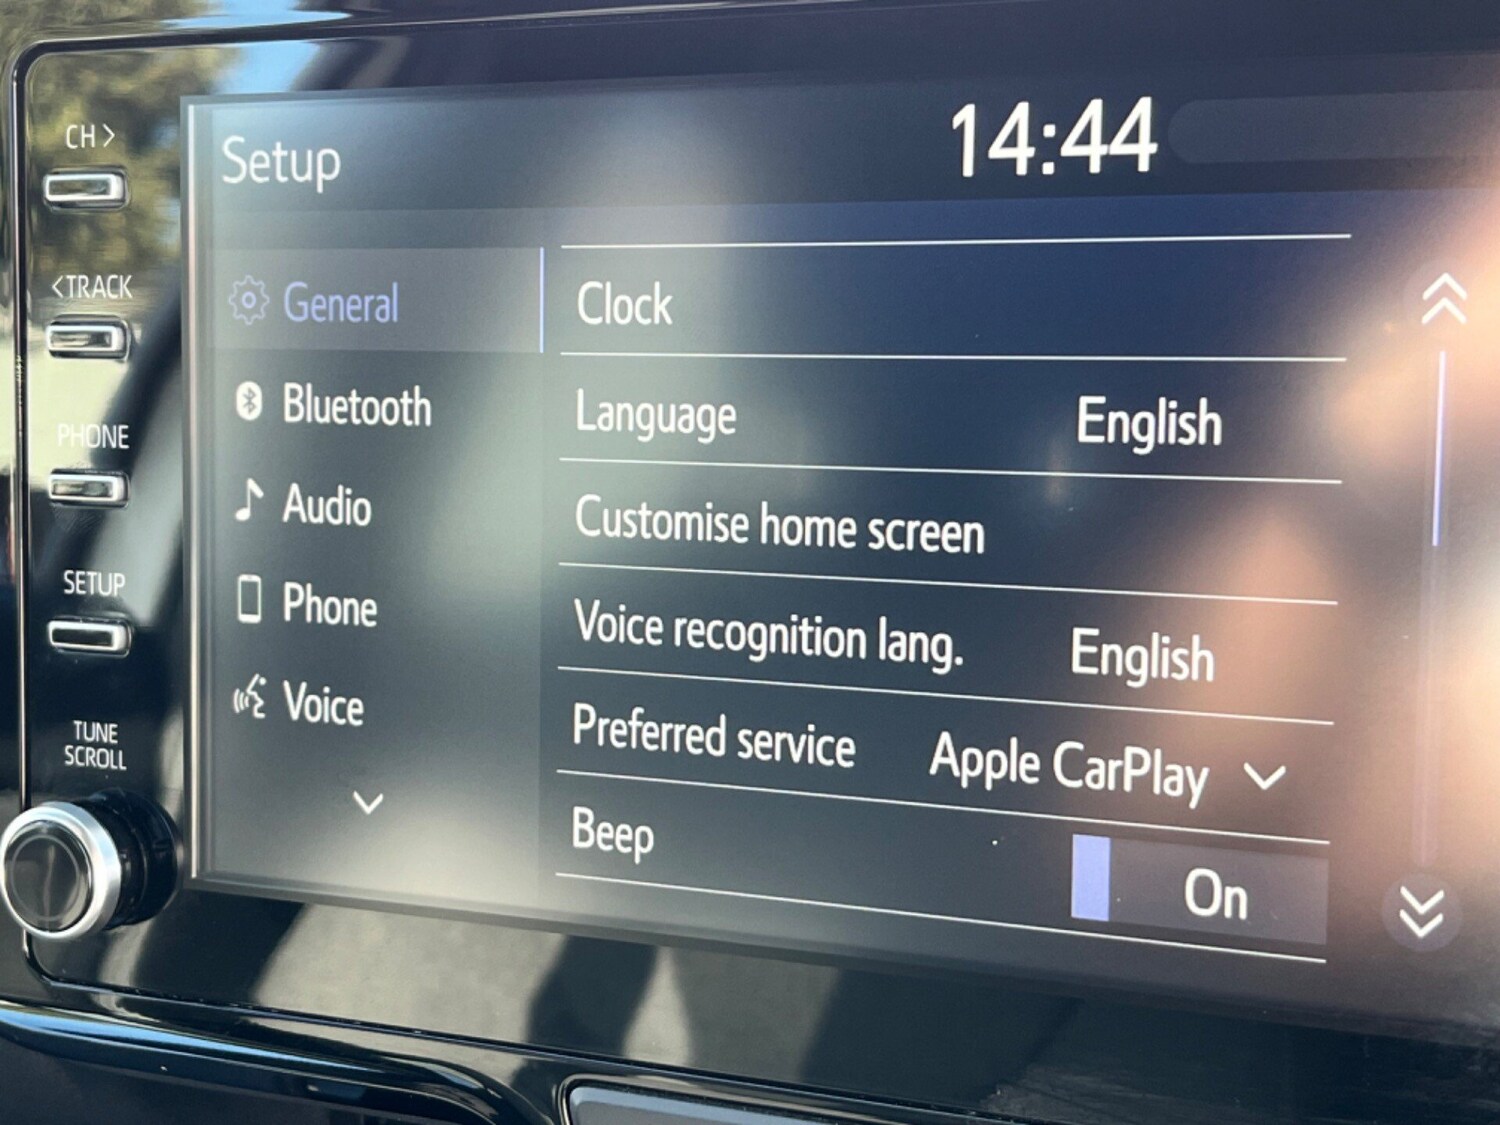 CH >
Setup
14:44
< TRACK
General
Clock
PHONE
Bluetooth
Language English
Audio
Customise home screen
SETUP
Phone
Voice recognition lang. English
Voice
Preferred service Apple CarPlay
TUNE
SCROLL
Beep On